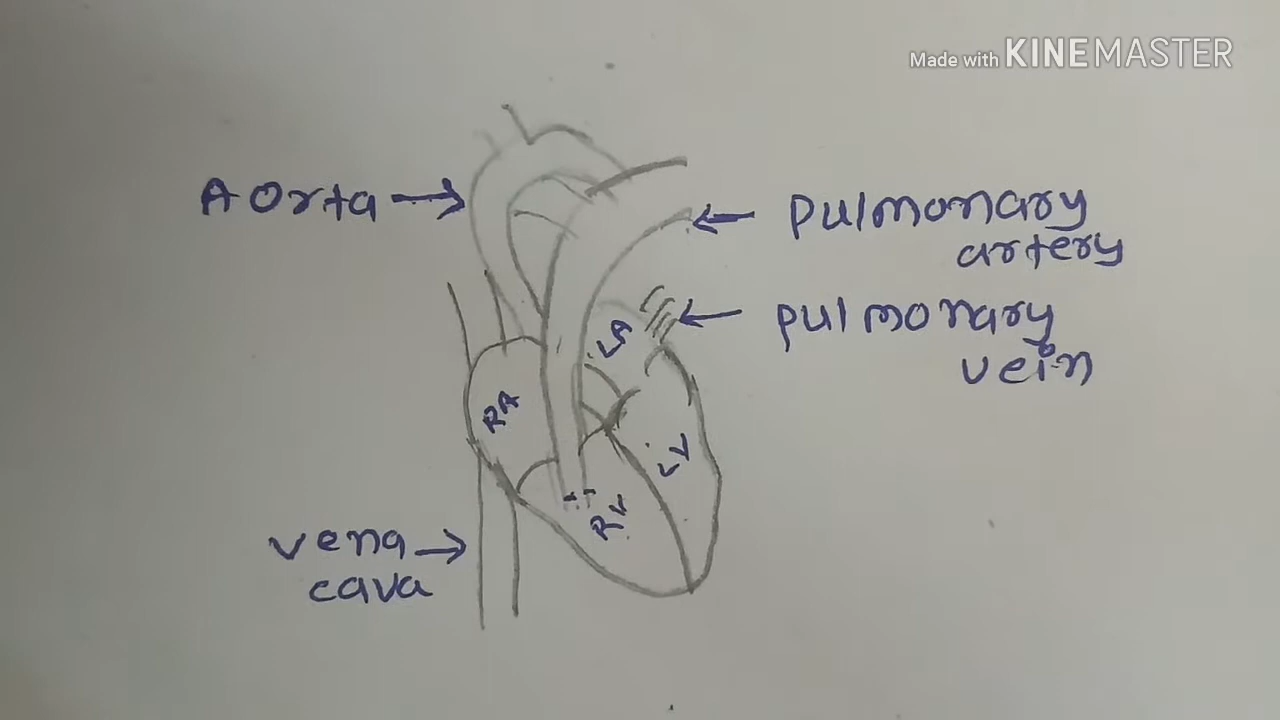 Made with KINEMASTER
Aorta
Pulmonary
artery
pulmonary
vein
LA
RA
LV
RV
vena
cava